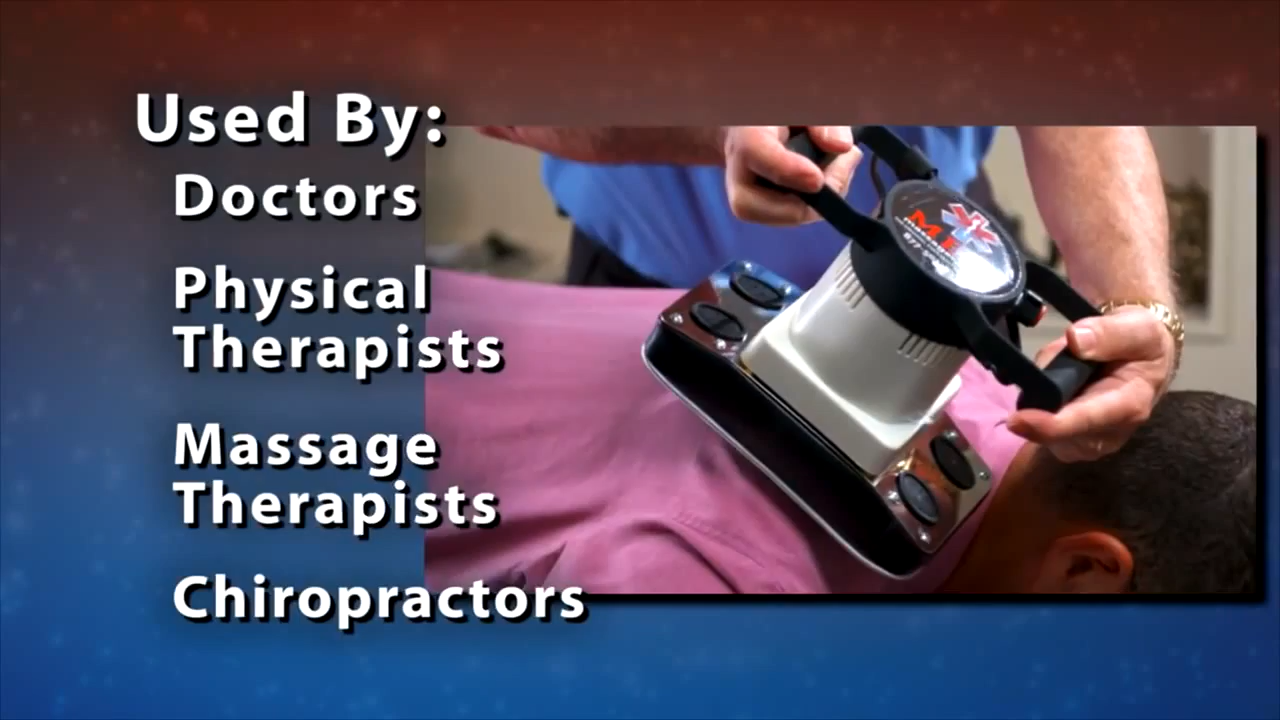 Used By:
Doctors
Physical
Therapists
Massage
Therapists
Chiropractors